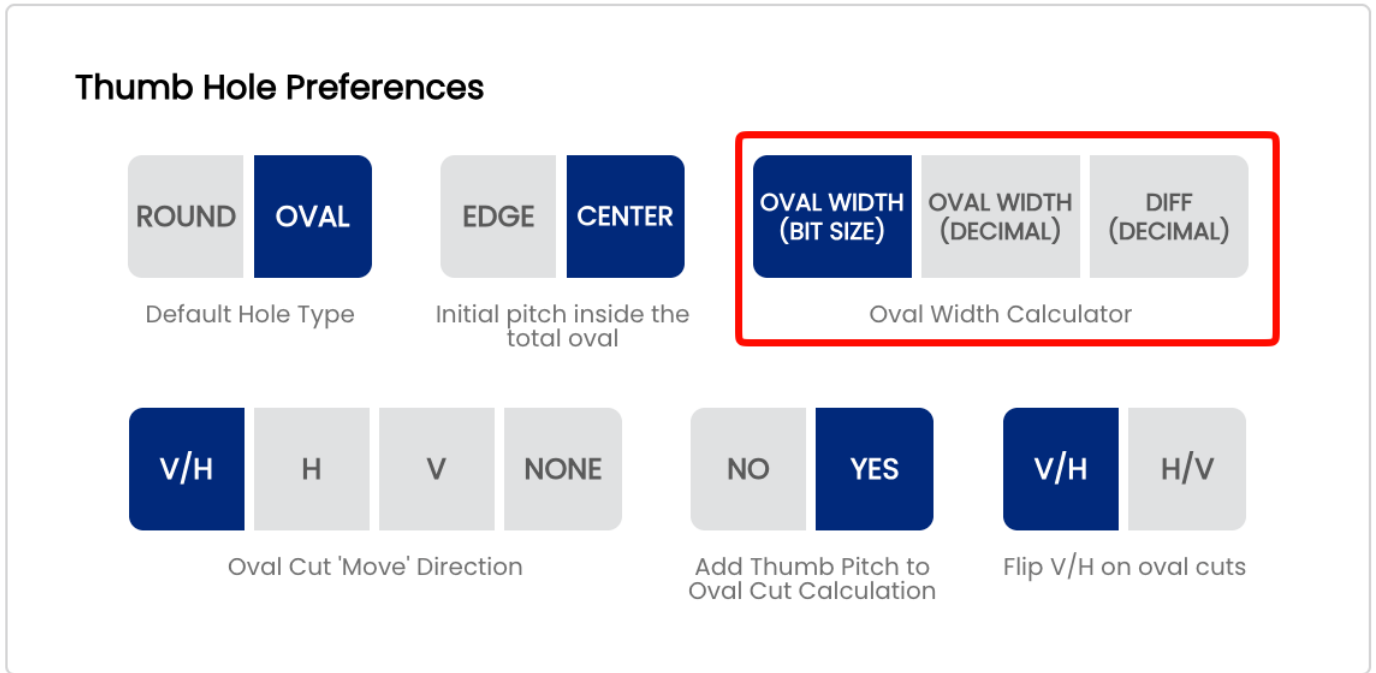 Thumb Hole Preferences
ROUND
OVAL
Default Hole Type
EDGE
CENTER
Initial pitch inside the
total oval
OVAL WIDTH
(BIT SIZE)
OVAL WIDTH
(DECIMAL)
DIFF
(DECIMAL)
Oval Width Calculator
V/H
H
V
NONE
Oval Cut 'Move' Direction
NO
YES
Add Thumb Pitch to
Oval Cut Calculation
V/H
H/V
Flip V/H on oval cuts